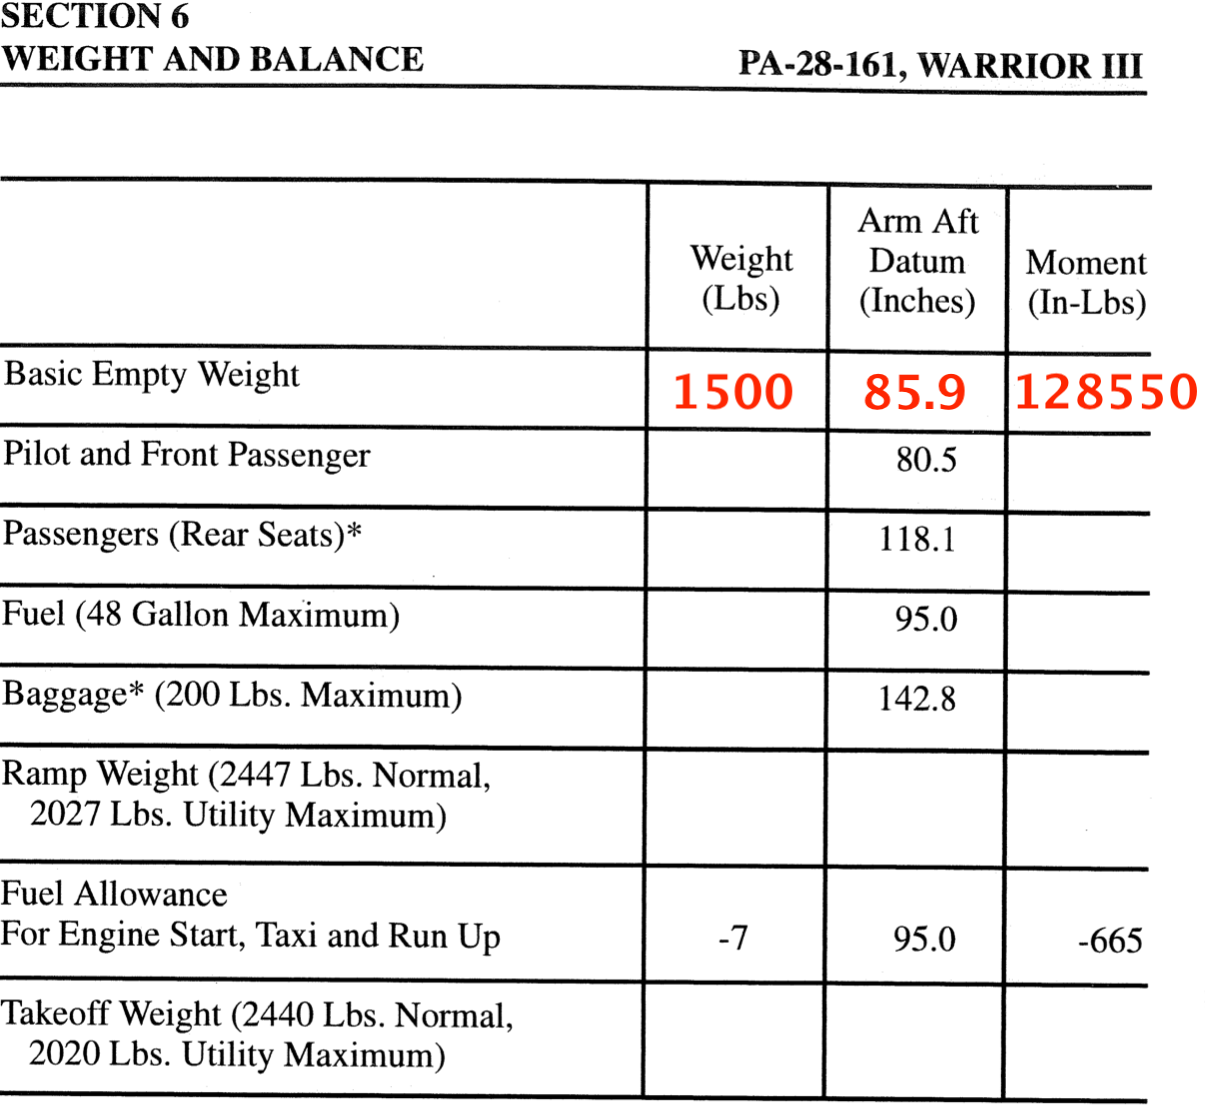 SECTION 6
WEIGHT AND BALANCE
PA-28-161, WARRIOR III
Weight
(Lbs)
Arm Aft
Datum
(Inches)
Moment
(In-Lbs)
Basic Empty Weight
1500
85.9
128550
Pilot and Front Passenger
80.5
Passengers (Rear Seats)*
118.1
Fuel (48 Gallon Maximum)
95.0
Baggage* (200 Lbs. Maximum)
142.8
Ramp Weight (2447 Lbs. Normal,
2027 Lbs. Utility Maximum)
Fuel Allowance
For Engine Start, Taxi and Run Up
-7
95.0
-665
Takeoff Weight (2440 Lbs. Normal,
2020 Lbs. Utility Maximum)